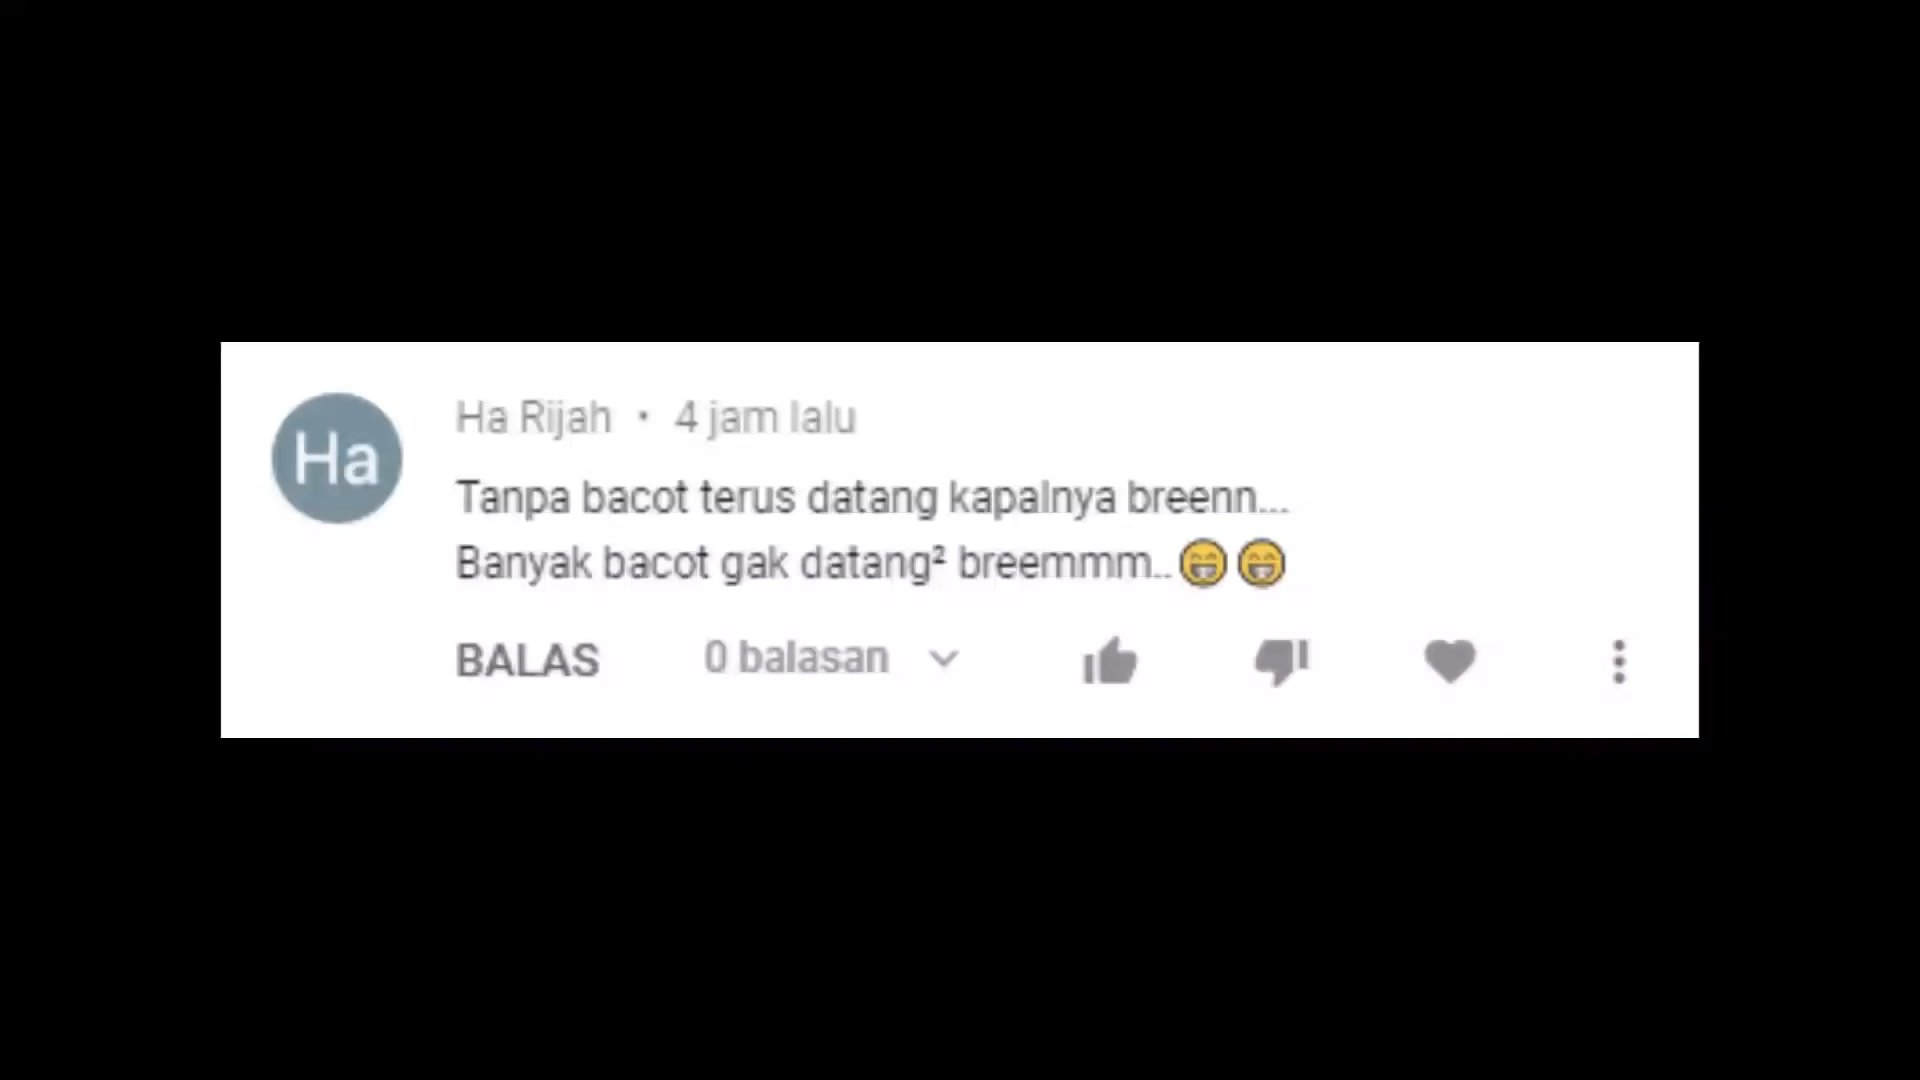 Ha
Ha Rijah • 4 jam lalu
Tanpa bacot terus datang kapalnya breenn...
Banyak bacot gak datang² breemmm..😁😁
BALAS 0 balasan